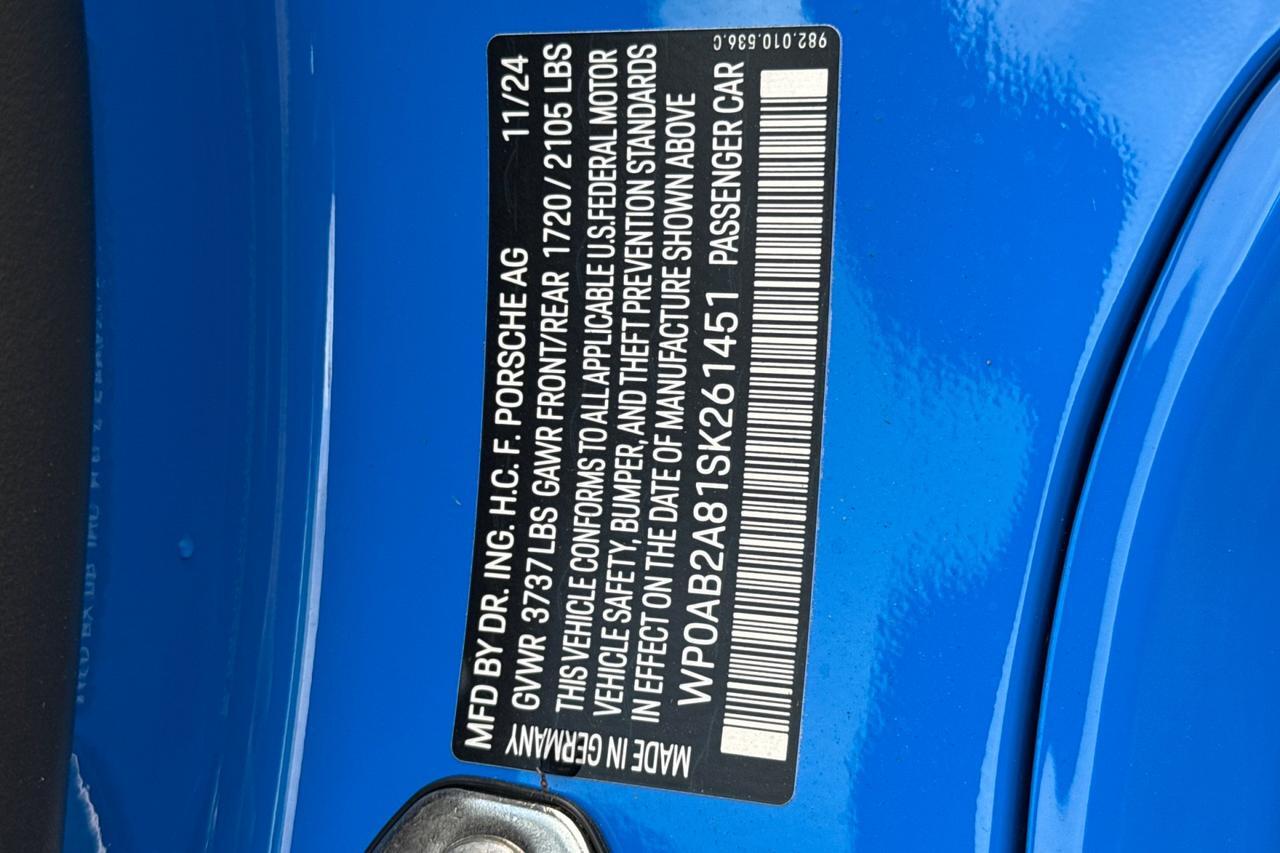 MFD BY DR. ING. H.C. F. PORSCHE AG 11/24
GVWR 3737 LBS GAWR FRONT/REAR 1720 / 2105 LBS
THIS VEHICLE CONFORMS TO ALL APPLICABLE U.S. FEDERAL MOTOR
VEHICLE SAFETY, BUMPER, AND THEFT PREVENTION STANDARDS
IN EFFECT ON THE DATE OF MANUFACTURE SHOWN ABOVE
WP0AB2A81SK261451 PASSENGER CAR
MADE IN GERMANY
982.010.536.C